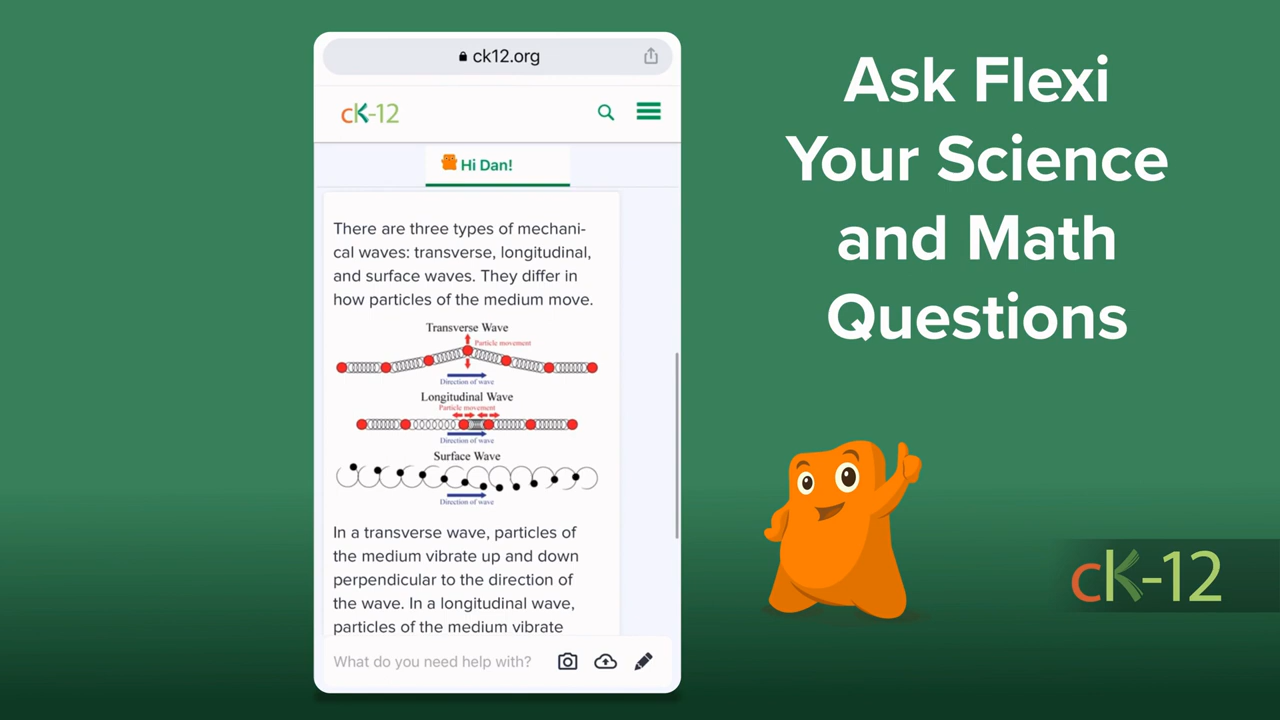 ck12.org
cK-12
Hi Dan!
There are three types of mechani-
cal waves: transverse, longitudinal,
and surface waves. They differ in
how particles of the medium move.
Transverse Wave
Particle movement
Direction of wave
Longitudinal Wave
Particle movement
Direction of wave
Surface Wave
Direction of wave
In a transverse wave, particles of
the medium vibrate up and down
perpendicular to the direction of
the wave. In a longitudinal wave,
particles of the medium vibrate
What do you need help with?
Ask Flexi
Your Science
and Math
Questions
cK-12